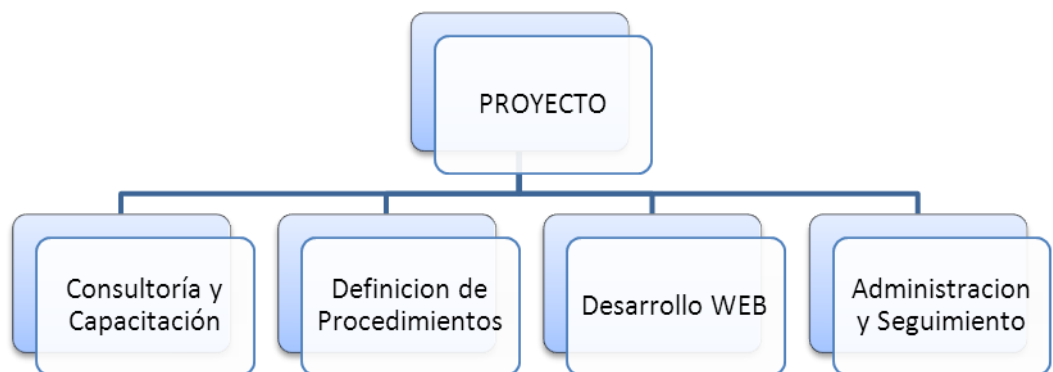 PROYECTO
Consultoría y
Capacitación
Definicion de
Procedimientos
Desarrollo WEB
Administracion
y Seguimiento